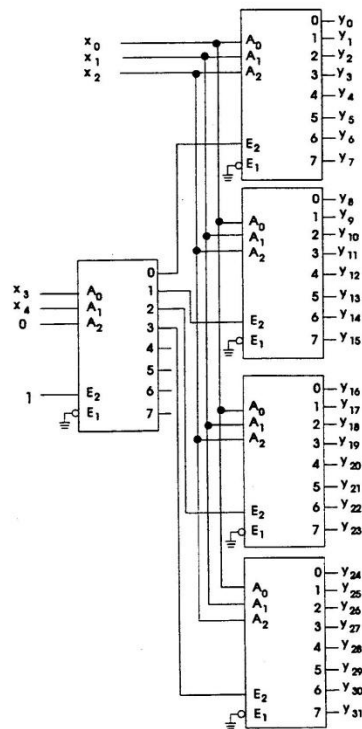 x0 A0 0 y0
x1 A1 1 y1
x2 A2 2 y2
3 y3
4 y4
5 y5
E2 6 y6
E1 7 y7
0 y8
A0 1 y9
A1 2 y10
A2 3 y11
4 y12
5 y13
E2 6 y14
E1 7 y15
x3 A0 0
x4 A1 1
0 A2 2
3
4
5
1 E2 6
E1 7
0 y16
A0 1 y17
A1 2 y18
A2 3 y19
4 y20
5 y21
E2 6 y22
E1 7 y23
0 y24
A0 1 y25
A1 2 y26
A2 3 y27
4 y28
5 y29
E2 6 y30
E1 7 y31